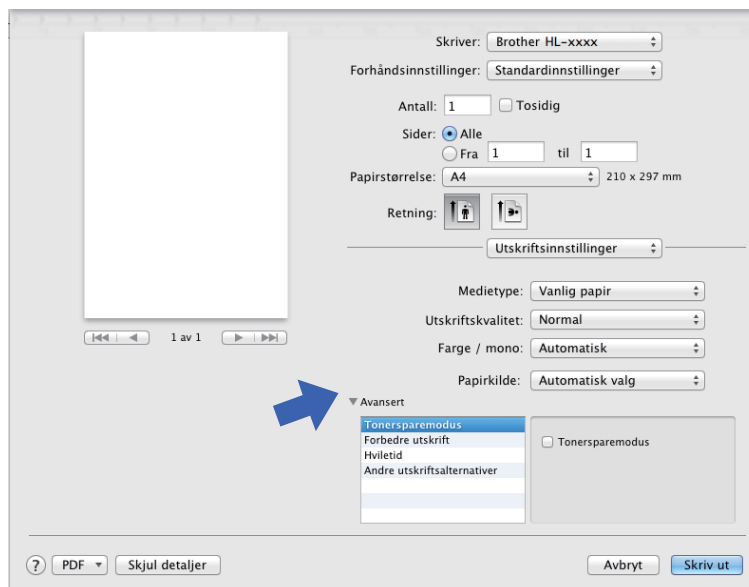 Skriver: Brother HL-xxxx
Forhåndsinnstillinger: Standardinnstillinger
Antall: 1 Tosidig
Sider: Alle
Fra 1 til 1
Papirstørrelse: A4 210 x 297 mm
Retning:
Utskriftsinnstillinger
Medietype: Vanlig papir
Utskriftskvalitet: Normal
1 av 1
Farge / mono: Automatisk
Papirkilde: Automatisk valg
Avansert
Tonersparemodus
Forbedre utskrift
Hviletid
Andre utskriftsalternativer
Tonersparemodus
? PDF Skjul detaljer Avbryt Skriv ut